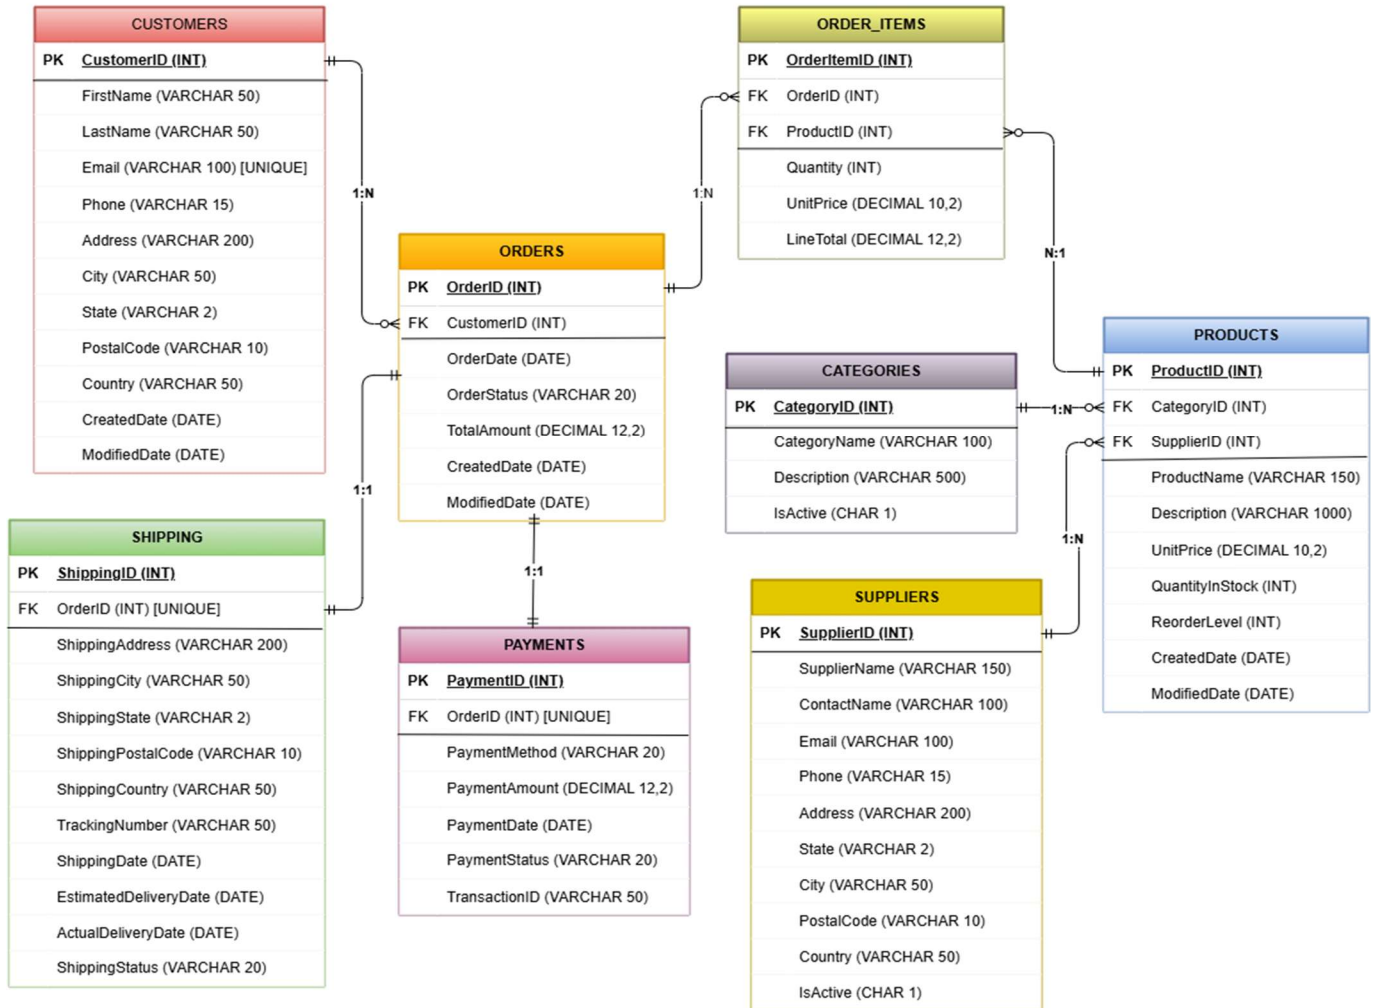 CUSTOMERS
PK CustomerID (INT)
FirstName (VARCHAR 50)
LastName (VARCHAR 50)
Email (VARCHAR 100) [UNIQUE]
Phone (VARCHAR 15)
Address (VARCHAR 200)
City (VARCHAR 50)
State (VARCHAR 2)
PostalCode (VARCHAR 10)
Country (VARCHAR 50)
CreatedDate (DATE)
ModifiedDate (DATE)
1:N
ORDERS
PK OrderID (INT)
FK CustomerID (INT)
OrderDate (DATE)
OrderStatus (VARCHAR 20)
TotalAmount (DECIMAL 12,2)
CreatedDate (DATE)
ModifiedDate (DATE)
1:N
ORDER_ITEMS
PK OrderItemID (INT)
FK OrderID (INT)
FK ProductID (INT)
Quantity (INT)
UnitPrice (DECIMAL 10,2)
LineTotal (DECIMAL 12,2)
N:1
PRODUCTS
PK ProductID (INT)
FK CategoryID (INT)
FK SupplierID (INT)
ProductName (VARCHAR 150)
Description (VARCHAR 1000)
UnitPrice (DECIMAL 10,2)
QuantityInStock (INT)
ReorderLevel (INT)
CreatedDate (DATE)
ModifiedDate (DATE)
CATEGORIES
PK CategoryID (INT)
CategoryName (VARCHAR 100)
Description (VARCHAR 500)
IsActive (CHAR 1)
1:N
1:1
SHIPPING
PK ShippingID (INT)
FK OrderID (INT) [UNIQUE]
ShippingAddress (VARCHAR 200)
ShippingCity (VARCHAR 50)
ShippingState (VARCHAR 2)
ShippingPostalCode (VARCHAR 10)
ShippingCountry (VARCHAR 50)
TrackingNumber (VARCHAR 50)
ShippingDate (DATE)
EstimatedDeliveryDate (DATE)
ActualDeliveryDate (DATE)
ShippingStatus (VARCHAR 20)
1:1
PAYMENTS
PK PaymentID (INT)
FK OrderID (INT) [UNIQUE]
PaymentMethod (VARCHAR 20)
PaymentAmount (DECIMAL 12,2)
PaymentDate (DATE)
PaymentStatus (VARCHAR 20)
TransactionID (VARCHAR 50)
1:N
SUPPLIERS
PK SupplierID (INT)
SupplierName (VARCHAR 150)
ContactName (VARCHAR 100)
Email (VARCHAR 100)
Phone (VARCHAR 15)
Address (VARCHAR 200)
State (VARCHAR 2)
City (VARCHAR 50)
PostalCode (VARCHAR 10)
Country (VARCHAR 50)
IsActive (CHAR 1)